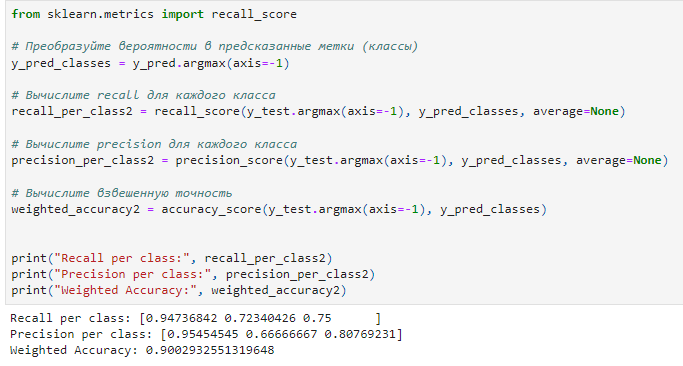 from sklearn.metrics import recall_score
# Преобразуйте вероятности в предсказанные метки (классы)
y_pred_classes = y_pred.argmax(axis=-1)
# Вычислите recall для каждого класса
recall_per_class2 = recall_score(y_test.argmax(axis=-1), y_pred_classes, average=None)
# Вычислите precision для каждого класса
precision_per_class2 = precision_score(y_test.argmax(axis=-1), y_pred_classes, average=None)
# Вычислите взвешенную точность
weighted_accuracy2 = accuracy_score(y_test.argmax(axis=-1), y_pred_classes)
print("Recall per class:", recall_per_class2)
print("Precision per class:", precision_per_class2)
print("Weighted Accuracy:", weighted_accuracy2)
Recall per class: [0.94736842 0.72340426 0.75      ]
Precision per class: [0.95454545 0.66666667 0.80769231]
Weighted Accuracy: 0.9002932551319648